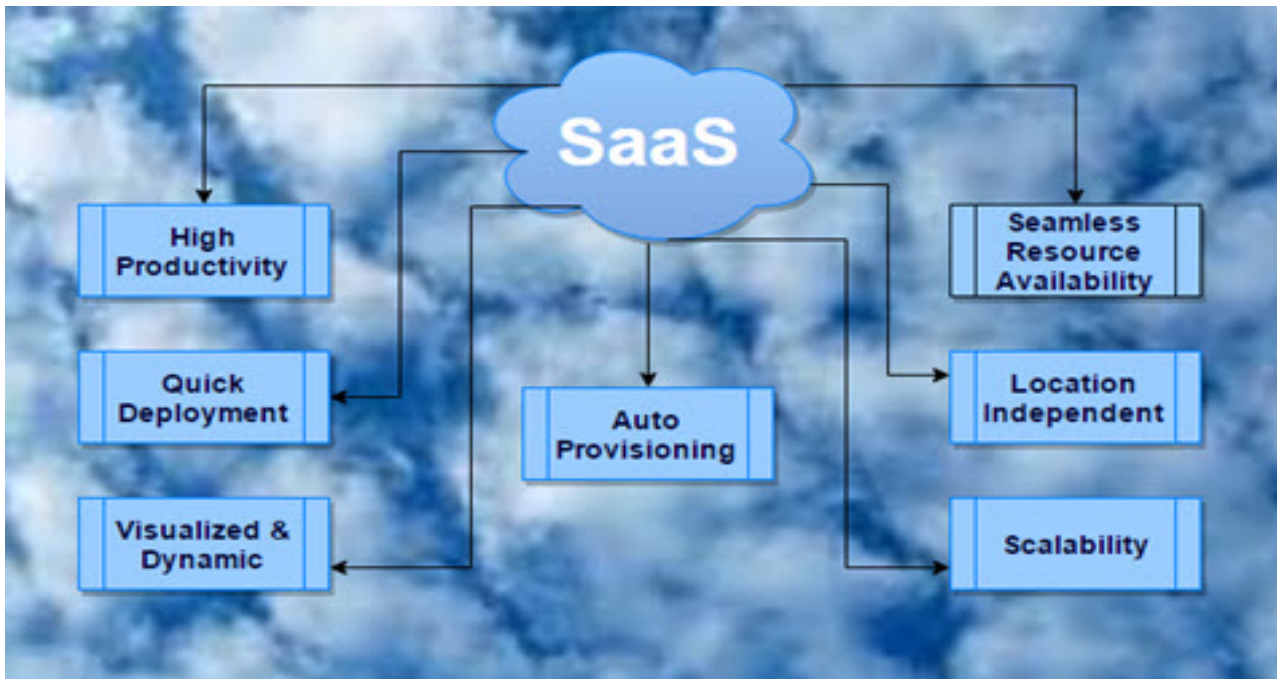 SaaS
High
Productivity
Seamless
Resource
Availability
Quick
Deployment
Location
Independent
Auto
Provisioning
Visualized &
Dynamic
Scalability